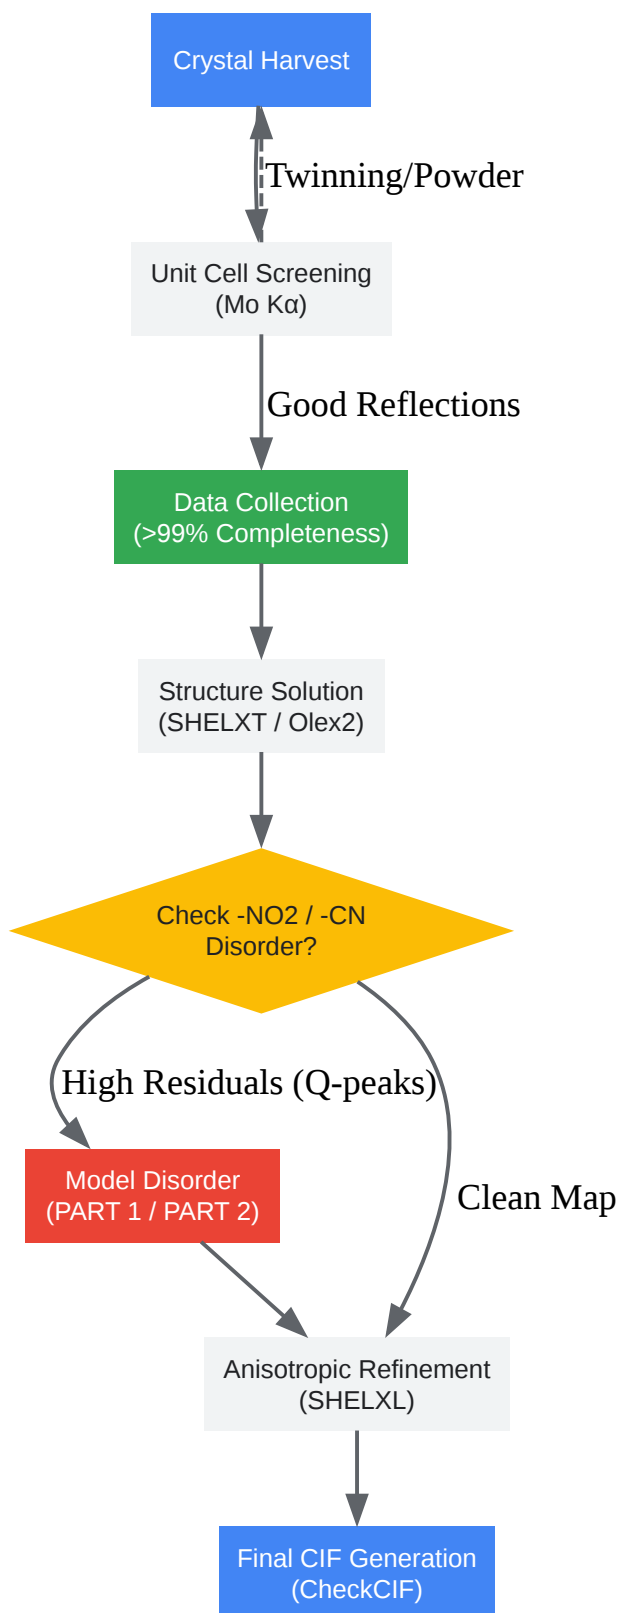 Crystal Harvest
Twinning/Powder
Unit Cell Screening
(Mo Kα)
Good Reflections
Data Collection
(>99% Completeness)
Structure Solution
(SHELXT / Olex2)
Check -NO2 / -CN
Disorder?
High Residuals (Q-peaks)
Model Disorder
(PART 1 / PART 2)
Clean Map
Anisotropic Refinement
(SHELXL)
Final CIF Generation
(CheckCIF)